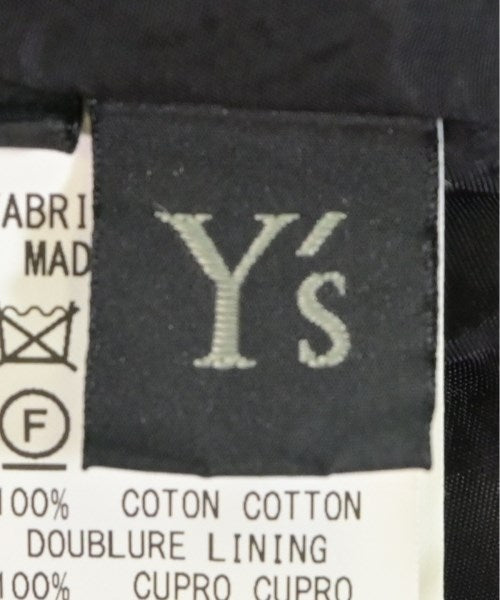 Y's
ABRI
MAD
F
100% COTON COTTON
DOUBLURE LINING
100% CUPRO CUPRO